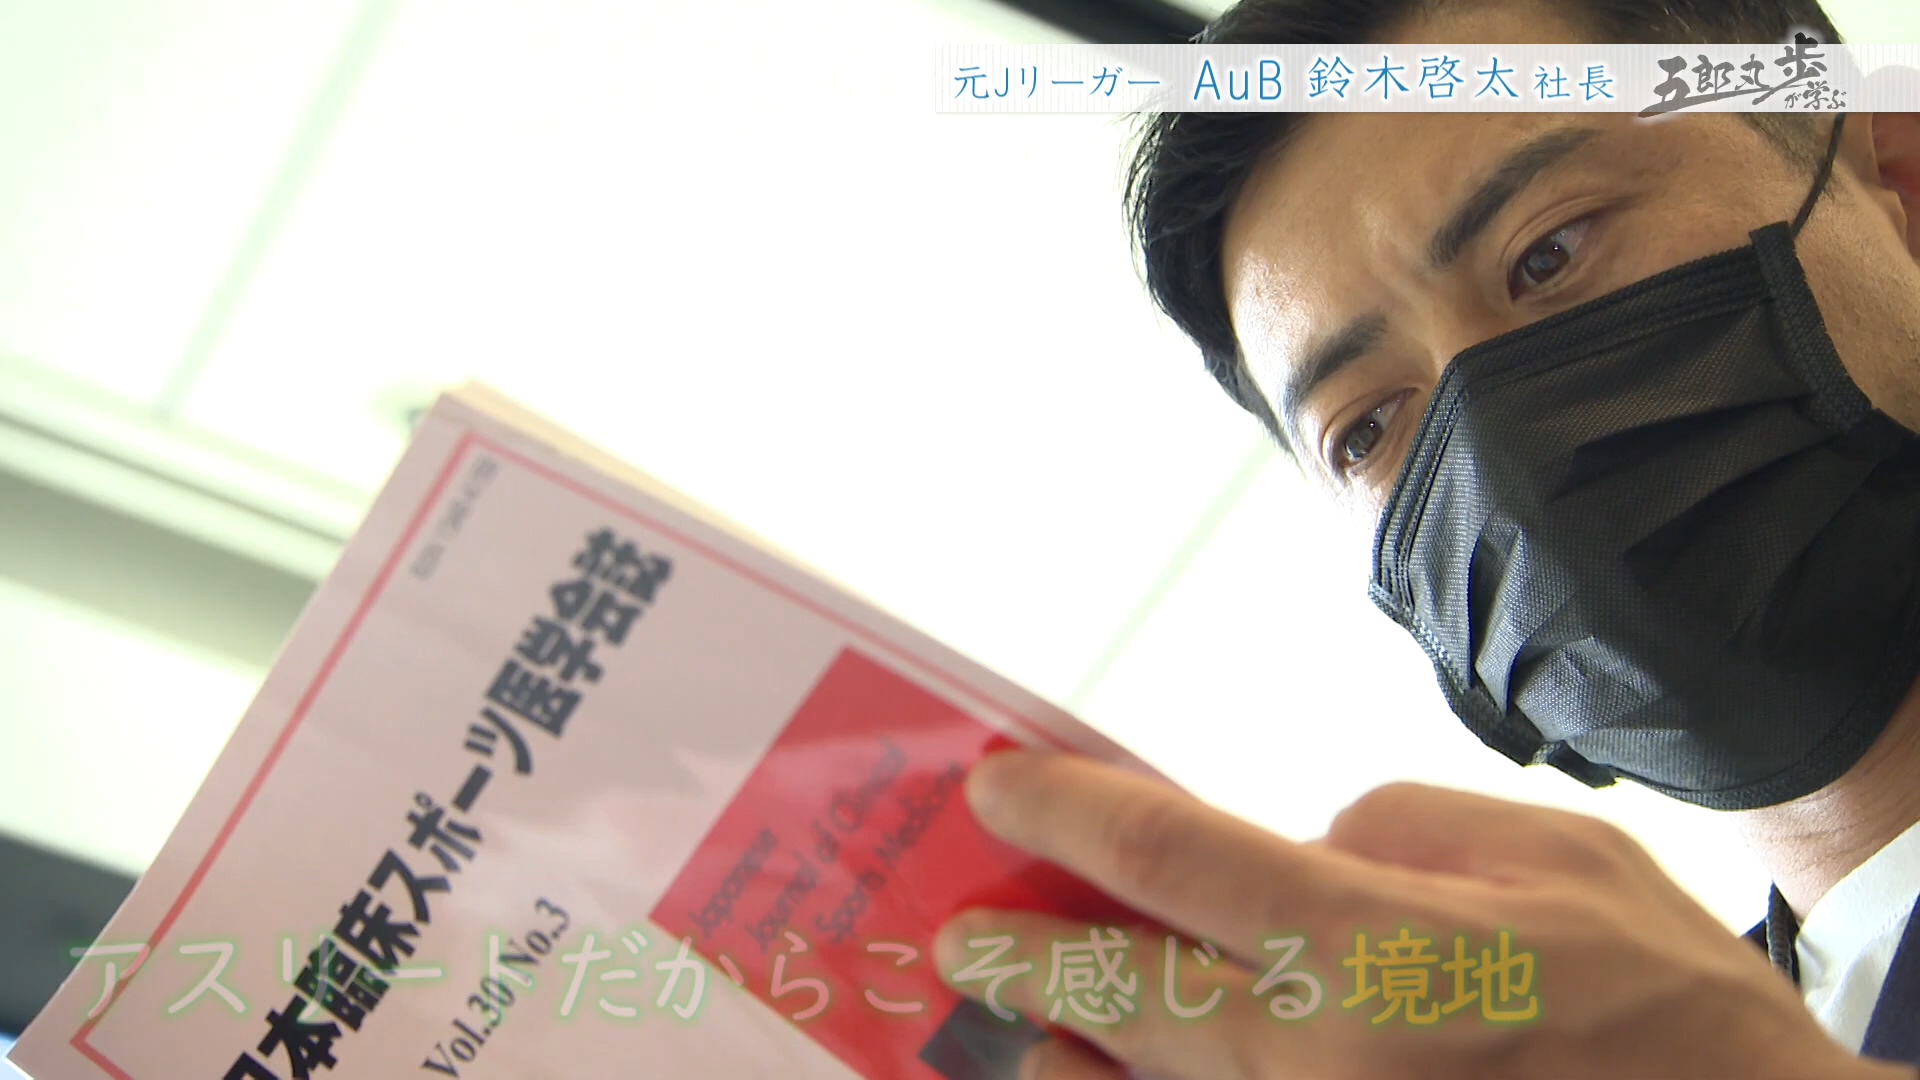 元Jリーガー AuB 鈴木啓太 社長
五郎丸歩が学ぶ
日本臨床スポーツ医学会誌
Vol.30 No.3
Japanese
Journal of Clinical
Sports Medicine
アスリートだからこそ感じる境地